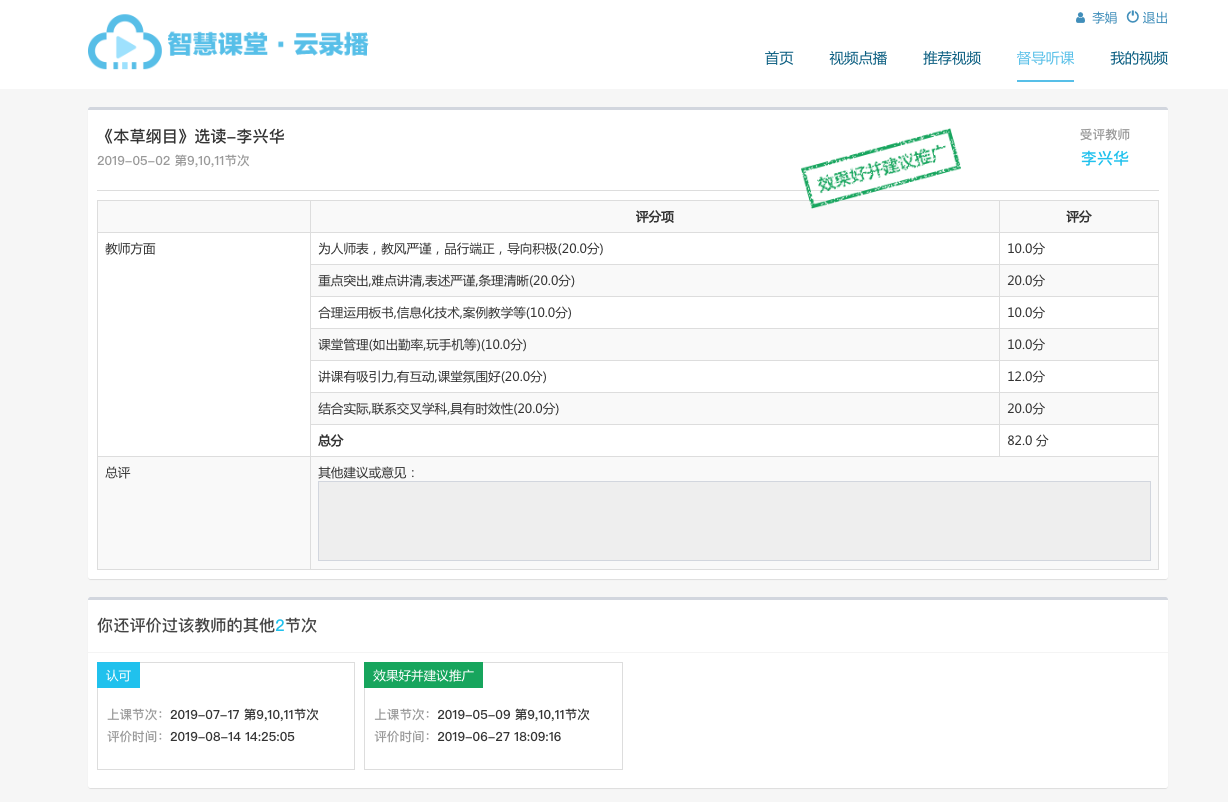 李娟 退出
智慧课堂·云录播
首页 视频点播 推荐视频 督导听课 我的视频
《本草纲目》选读-李兴华
2019-05-02 第9,10,11节次
效果好并建议推广
受评教师
李兴华
评分项 评分
教师方面 为人师表，教风严谨，品行端正，导向积极(20.0分) 10.0分
重点突出,难点讲清,表述严谨,条理清晰(20.0分) 20.0分
合理运用板书,信息化技术,案例教学等(10.0分) 10.0分
课堂管理(如出勤率,玩手机等)(10.0分) 10.0分
讲课有吸引力,有互动,课堂氛围好(20.0分) 12.0分
结合实际,联系交叉学科,具有时效性(20.0分) 20.0分
总分 82.0 分
总评 其他建议或意见：
你还评价过该教师的其他2节次
认可
上课节次：2019-07-17 第9,10,11节次
评价时间：2019-08-14 14:25:05
效果好并建议推广
上课节次：2019-05-09 第9,10,11节次
评价时间：2019-06-27 18:09:16